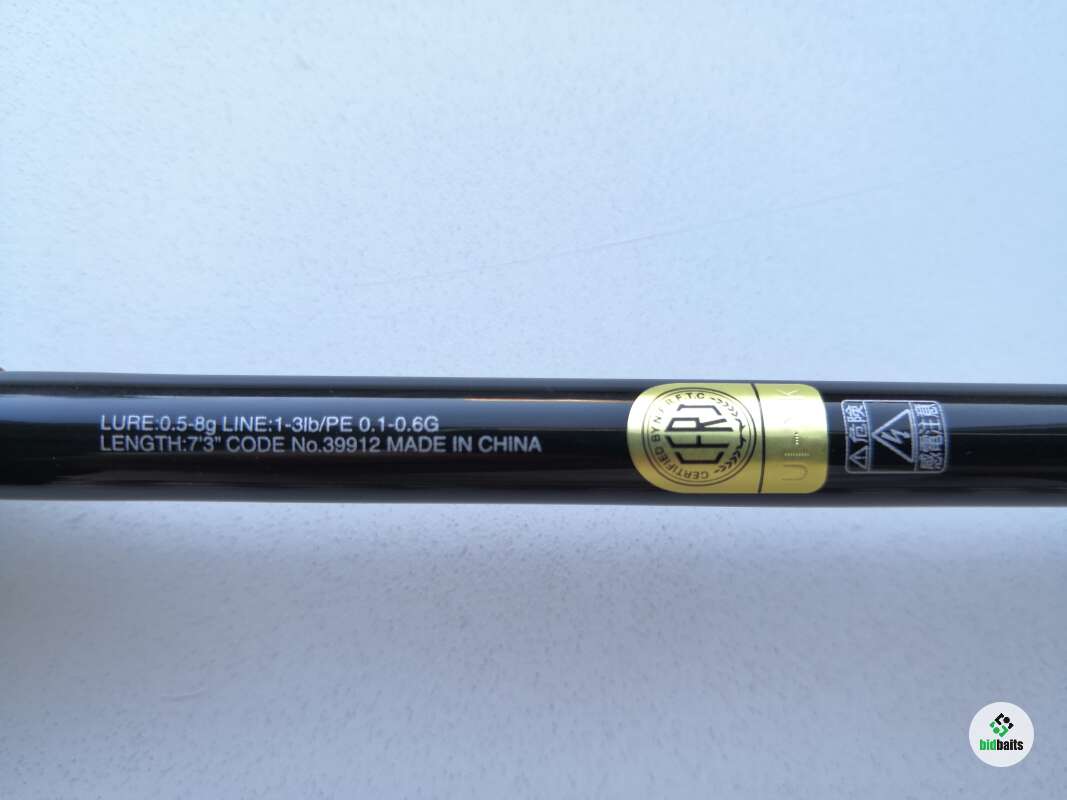 LURE:0.5-8g LINE:1-3lb/PE 0.1-0.6G
LENGTH:7'3" CODE No.39912 MADE IN CHINA
CERTIFIED BY
F.T.C
危険
感電注意
bidbaits